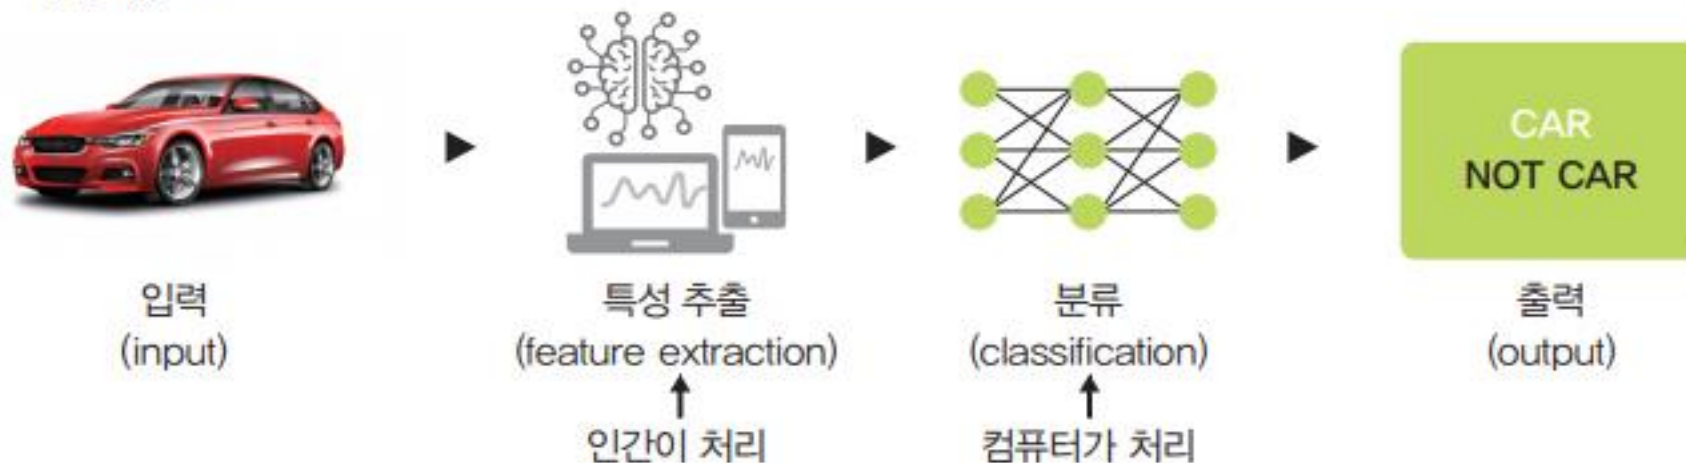 CAR
NOT CAR
입력
(input)
특성 추출
(feature extraction)
분류
(classification)
출력
(output)
인간이 처리
컴퓨터가 처리